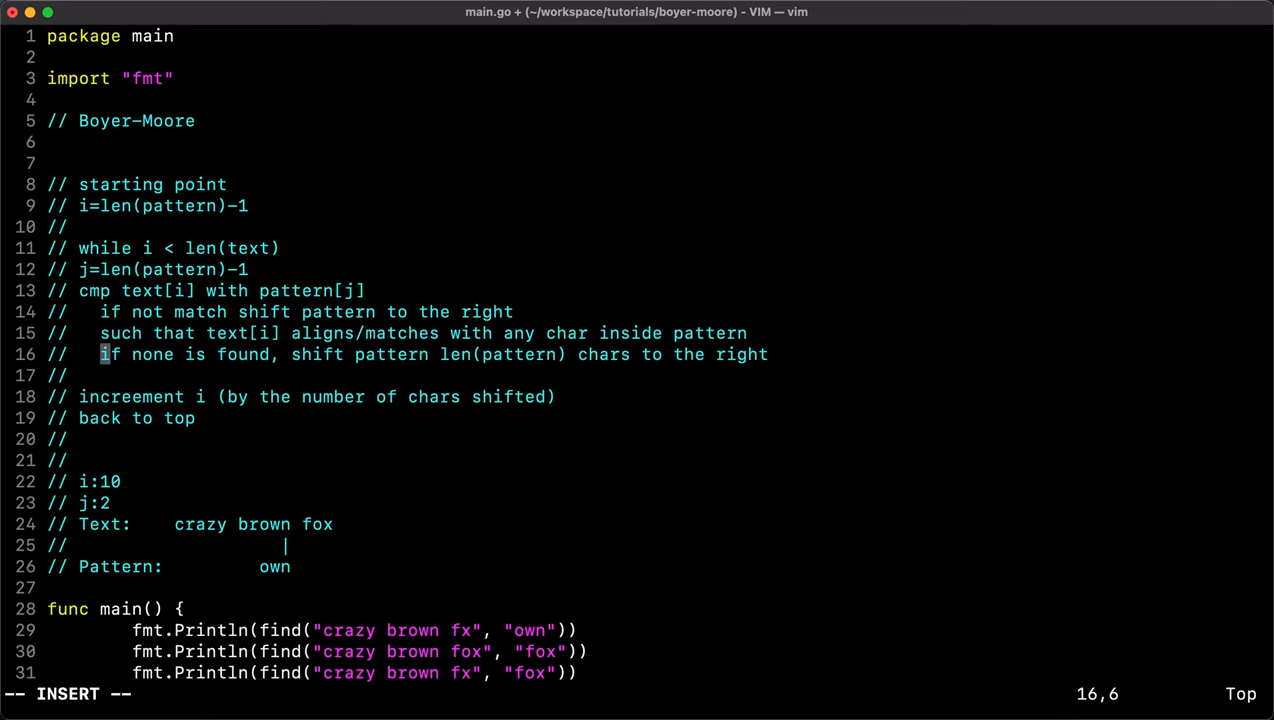 main.go + (~/workspace/tutorials/boyer-moore) - VIM — vim
1 package main
2
3 import "fmt"
4
5 // Boyer-Moore
6
7
8 // starting point
9 // i=len(pattern)-1
10 //
11 // while i < len(text)
12 // j=len(pattern)-1
13 // cmp text[i] with pattern[j]
14 //   if not match shift pattern to the right
15 //   such that text[i] aligns/matches with any char inside pattern
16 //   if none is found, shift pattern len(pattern) chars to the right
17 //
18 // increement i (by the number of chars shifted)
19 // back to top
20 //
21 //
22 // i:10
23 // j:2
24 // Text:    crazy brown fox
25 //                    |
26 // Pattern:         own
27
28 func main() {
29         fmt.Println(find("crazy brown fx", "own"))
30         fmt.Println(find("crazy brown fox", "fox"))
31         fmt.Println(find("crazy brown fx", "fox"))
-- INSERT -- 16,6 Top